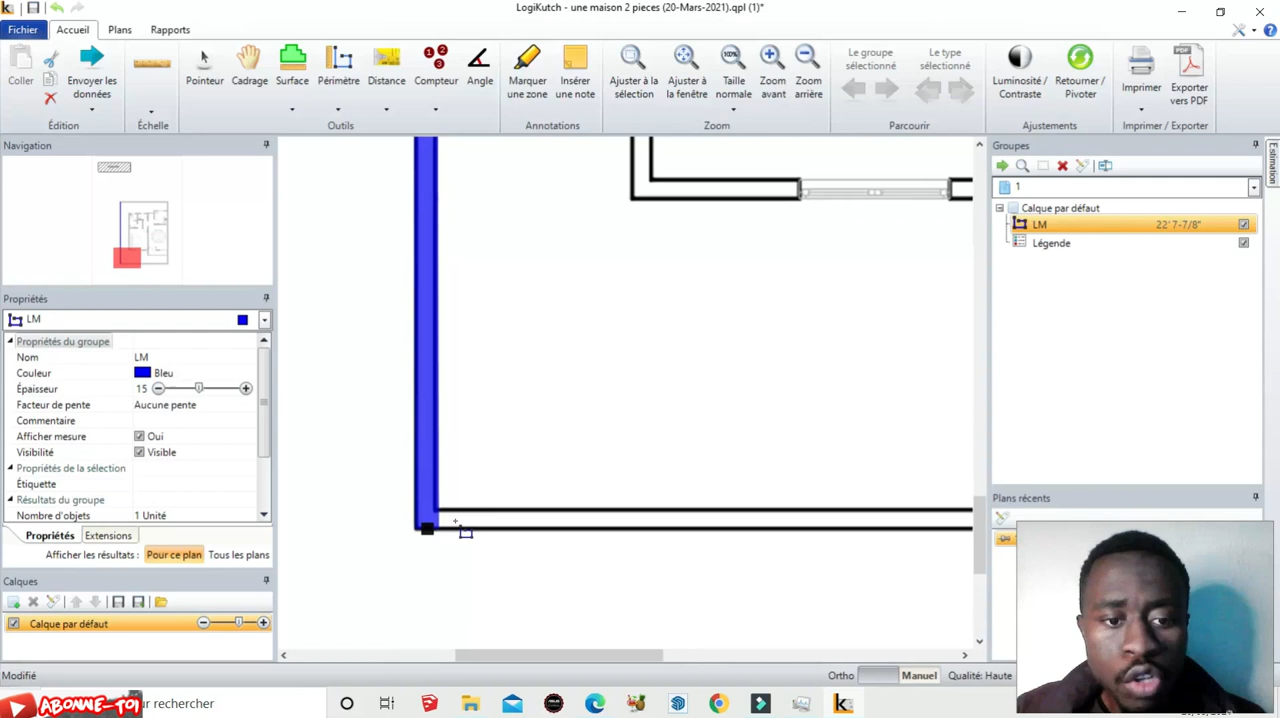 LogiKutch - une maison 2 pieces (20-Mars-2021).qpl (1)*
Fichier Accueil Plans Rapports
Coller Envoyer les données Pointeur Cadrage Surface Périmètre Distance Compteur Angle Marquer une zone Insérer une note Ajuster à la sélection Ajuster à la fenêtre 100% Taille normale Zoom avant Zoom arrière Le groupe sélectionné Le type sélectionné Luminosité / Contraste Retourner / Pivoter Imprimer PDF Exporter vers PDF
Édition Échelle Outils Annotations Zoom Parcourir Ajustements Imprimer / Exporter
Navigation
Groupes
Estimation
1
Calque par défaut
LM 22' 7-7/8"
Légende
Propriétés
LM
Propriétés du groupe
Nom LM
Couleur Bleu
Épaisseur 15
Facteur de pente Aucune pente
Commentaire
Afficher mesure Oui
Visibilité Visible
Propriétés de la sélection
Étiquette
Résultats du groupe
Nombre d'objets 1 Unité
Propriétés Extensions
Afficher les résultats : Pour ce plan Tous les plans
Plans récents
Calques
Calque par défaut
Modifié Ortho Manuel Qualité: Haute
ABONNE-TOI
ur rechercher